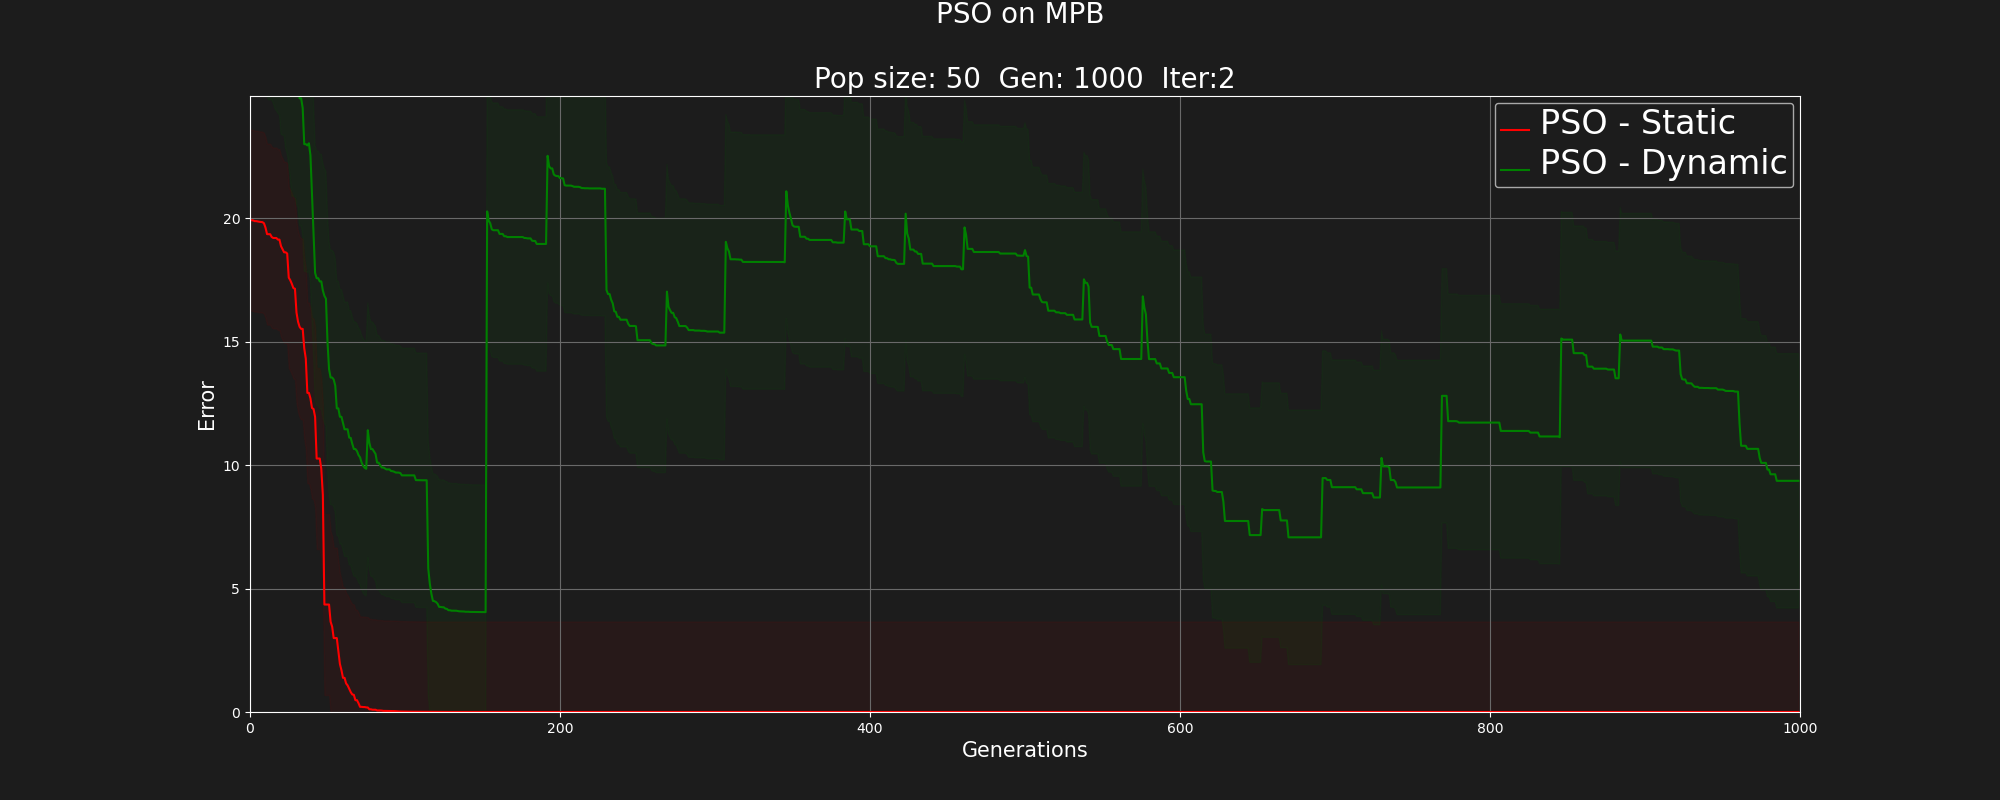 PSO on MPB
Pop size: 50  Gen: 1000  Iter:2
PSO - Static
PSO - Dynamic
Error
20
15
10
5
0
0 200 400 600 800 1000
Generations